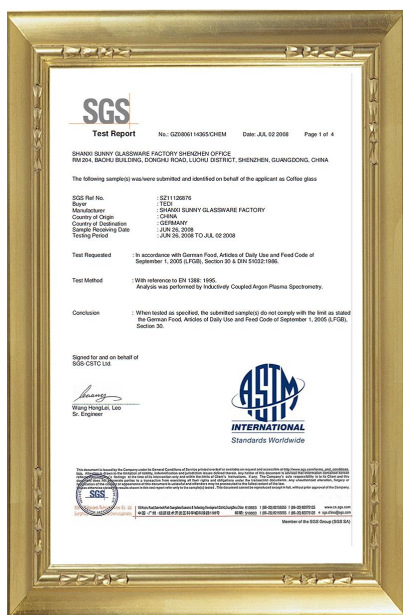 SGS
Test Report No.: GZ0806114365/CHEM Date: JUL 02 2008 Page 1 of 4
SHANXI SUNNY GLASSWARE FACTORY SHENZHEN OFFICE
RM 204, BAOHU BUILDING, DONGHU ROAD, LUOHU DISTRICT, SHENZHEN, GUANGDONG, CHINA
The following sample(s) was/were submitted and identified on behalf of the applicant as Coffee glass
SGS Ref No. : SZ11126876
Buyer : TEDI
Manufacturer : SHANXI SUNNY GLASSWARE FACTORY
Country of Origin : CHINA
Country of Destination : GERMANY
Sample Receiving Date : JUN 26, 2008
Testing Period : JUN 26, 2008 TO JUL 02 2008
Test Requested : In accordance with German Food, Articles of Daily Use and Feed Code of
September 1, 2005 (LFGB), Section 30 & DIN 51032:1986.
Test Method : With reference to EN 1388: 1995.
Analysis was performed by Inductively Coupled Argon Plasma Spectrometry.
Conclusion : When tested as specified, the submitted sample(s) do not comply with the limit as stated
the German Food, Articles of Daily Use and Feed Code of September 1, 2005 (LFGB),
Section 30.
Signed for and on behalf of
SGS-CSTC Ltd.
Wang HongLei, Leo
Sr. Engineer
ASTM
INTERNATIONAL
Standards Worldwide
SGS
Member of the SGS Group (SGS SA)